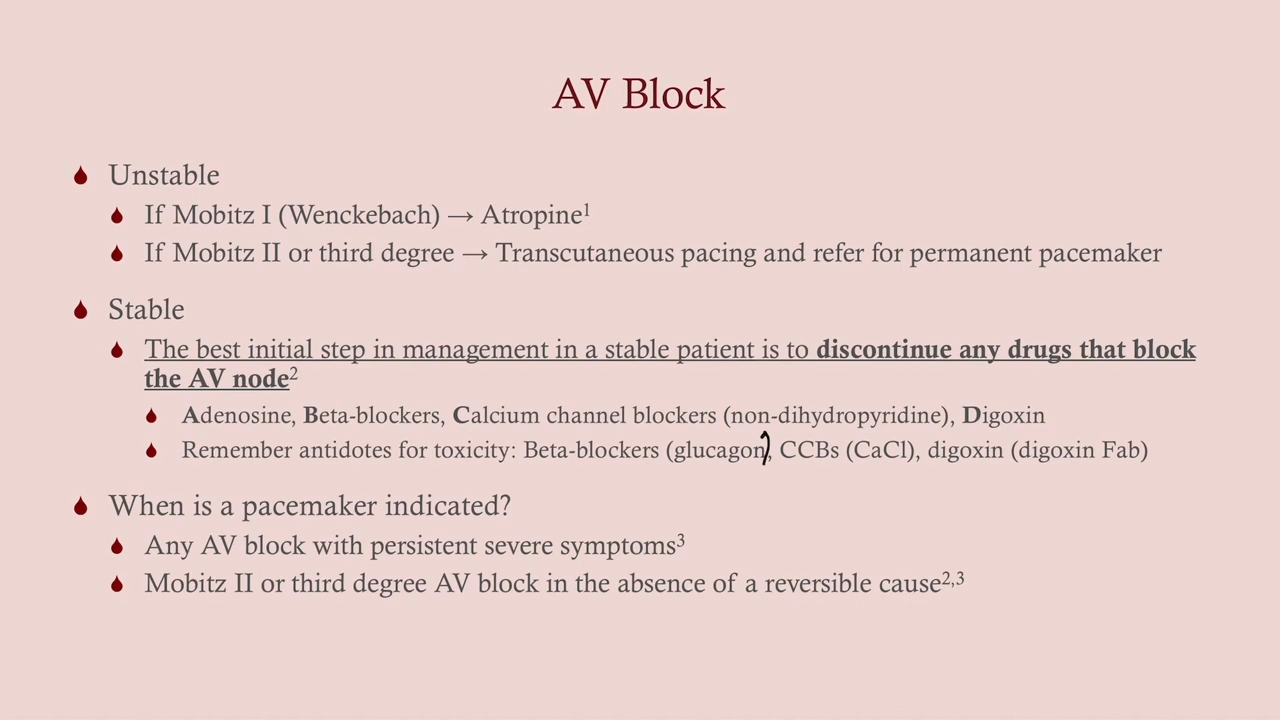 AV Block
Unstable
If Mobitz I (Wenckebach) → Atropine¹
If Mobitz II or third degree → Transcutaneous pacing and refer for permanent pacemaker
Stable
The best initial step in management in a stable patient is to discontinue any drugs that block
the AV node²
Adenosine, Beta-blockers, Calcium channel blockers (non-dihydropyridine), Digoxin
Remember antidotes for toxicity: Beta-blockers (glucagon), CCBs (CaCl), digoxin (digoxin Fab)
When is a pacemaker indicated?
Any AV block with persistent severe symptoms³
Mobitz II or third degree AV block in the absence of a reversible cause²,³